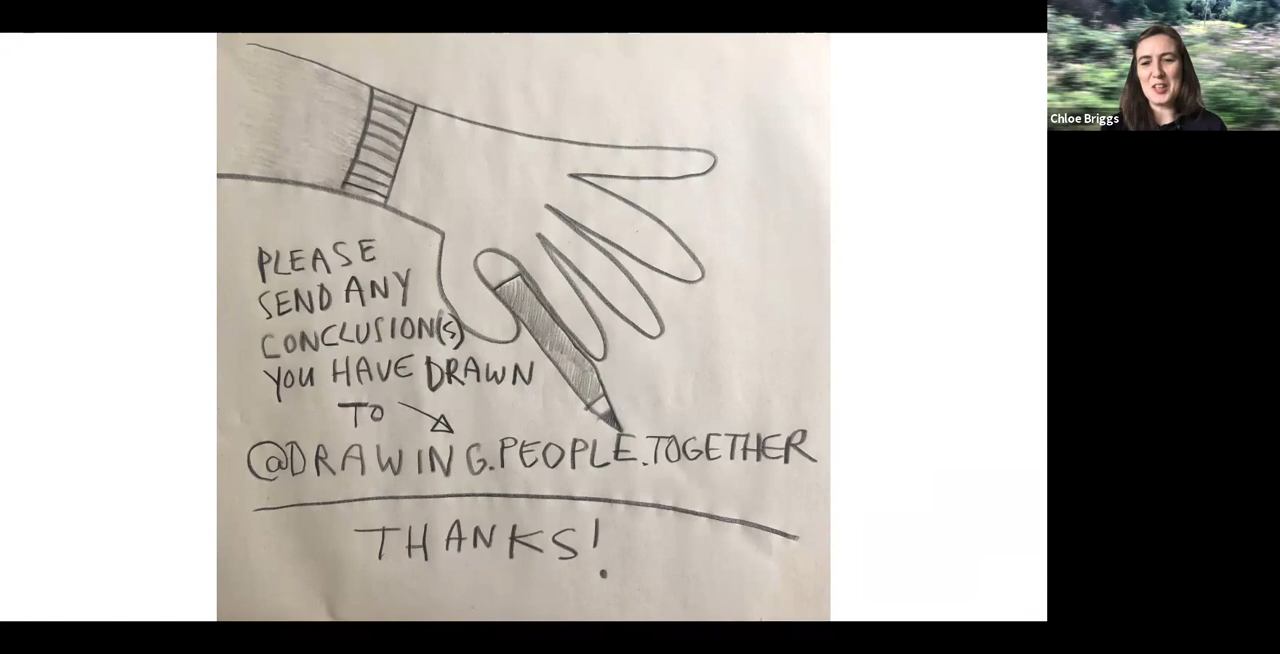 PLEASE
SEND ANY
CONCLUSION(S)
YOU HAVE DRAWN
TO
@DRAWING.PEOPLE.TOGETHER
THANKS!
Chloe Briggs